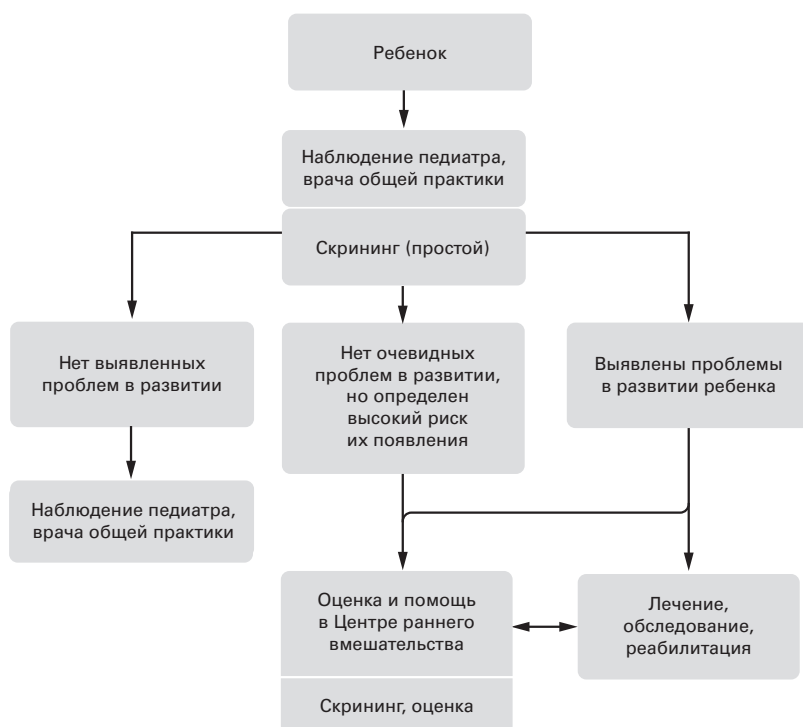 Ребенок
Наблюдение педиатра,
врача общей практики
Скрининг (простой)
Нет выявленных
проблем в развитии
Нет очевидных
проблем в развитии,
но определен
высокий риск
их появления
Выявлены проблемы
в развитии ребенка
Наблюдение педиатра,
врача общей практики
Оценка и помощь
в Центре раннего
вмешательства
Лечение,
обследование,
реабилитация
Скрининг, оценка